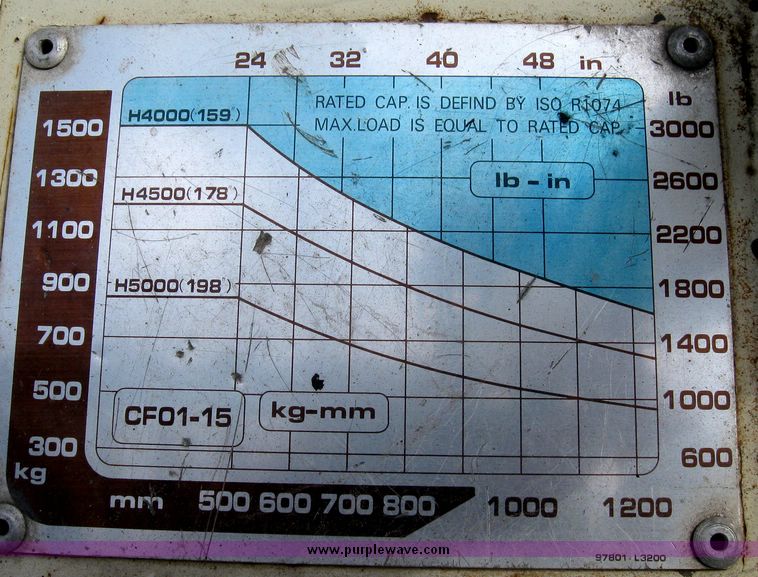 24 32 40 48 in
RATED CAP. IS DEFIND BY ISO R1074
MAX.LOAD IS EQUAL TO RATED CAP.
lb
H4000(159")
1500 3000
lb-in
1300 2600
H4500(178")
1100 2200
900 1800
H5000(198")
700 1400
500 1000
CF01-15 kg-mm
300 600
kg
mm 500 600 700 800 1000 1200
www.purplewave.com
97801-L3200